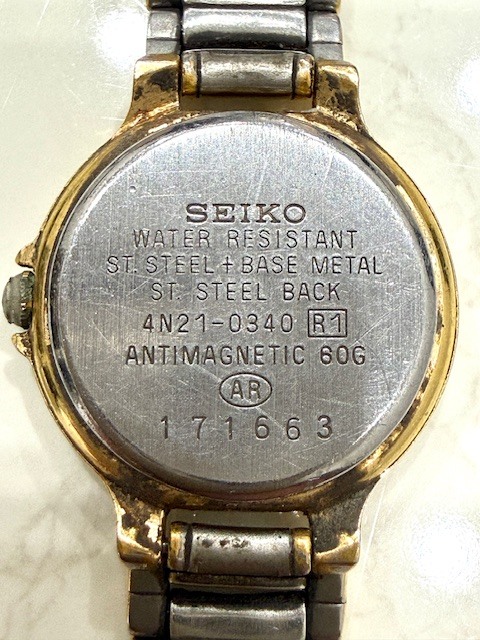 SEIKO
WATER RESISTANT
ST. STEEL + BASE METAL
ST. STEEL BACK
4N21-0340 R1
ANTIMAGNETIC 60G
AR
171663